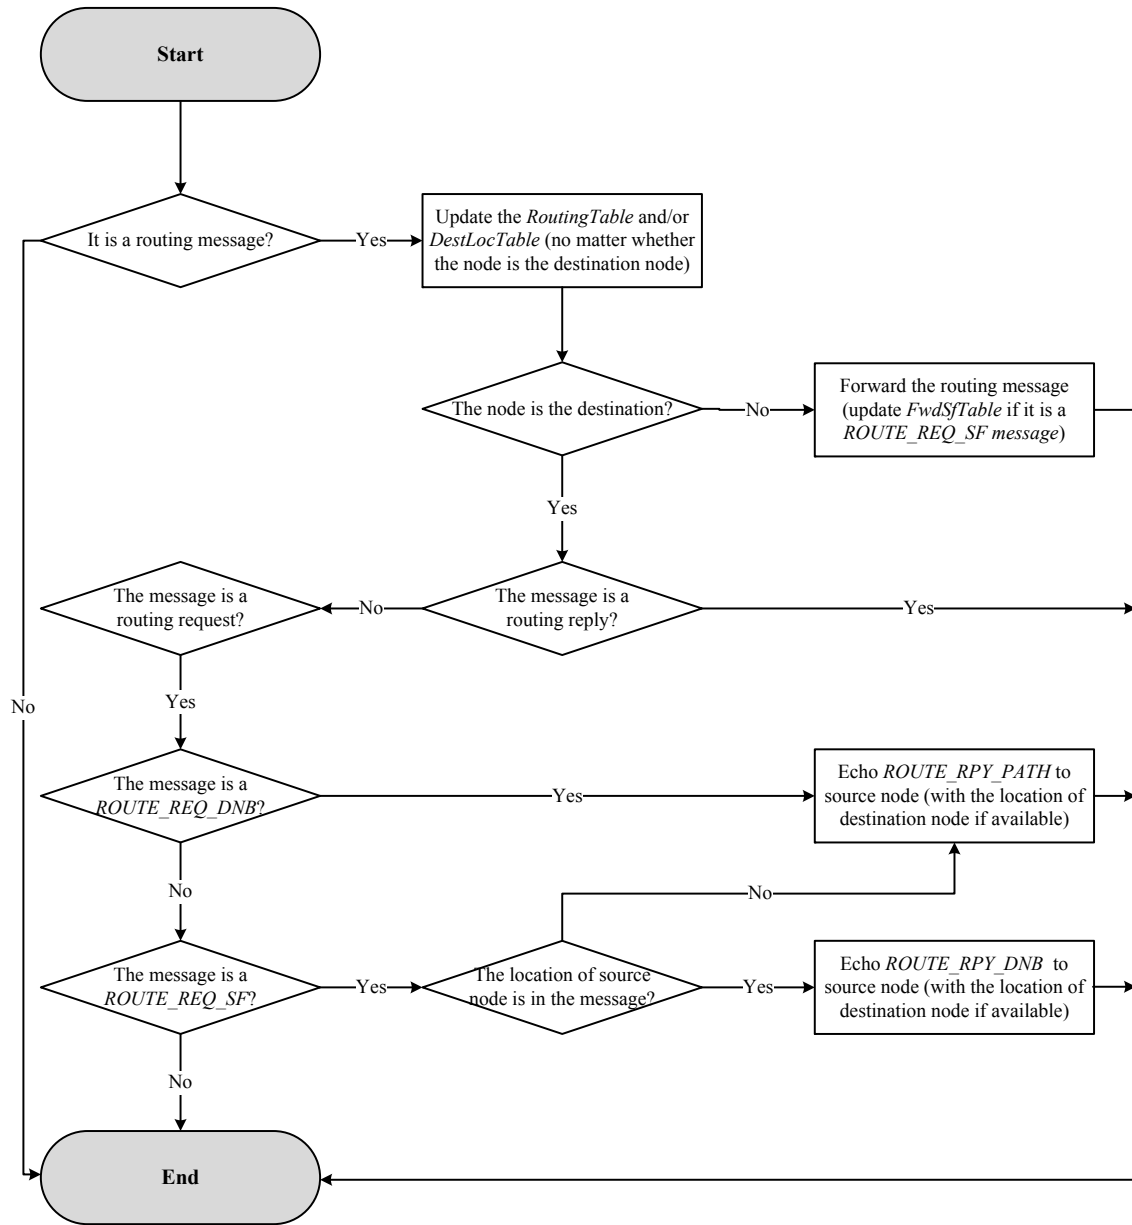 Start
It is a routing message?
Yes
Update the RoutingTable and/or
DestLocTable (no matter whether
the node is the destination node)
The node is the destination?
No
Forward the routing message
(update FwdSfTable if it is a
ROUTE_REQ_SF message)
Yes
The message is a
routing request?
No
The message is a
routing reply?
Yes
Yes
No
The message is a
ROUTE_REQ_DNB?
Yes
Echo ROUTE_RPY_PATH to
source node (with the location of
destination node if available)
No
No
The message is a
ROUTE_REQ_SF?
Yes
The location of source
node is in the message?
Yes
Echo ROUTE_RPY_DNB to
source node (with the location of
destination node if available)
No
End